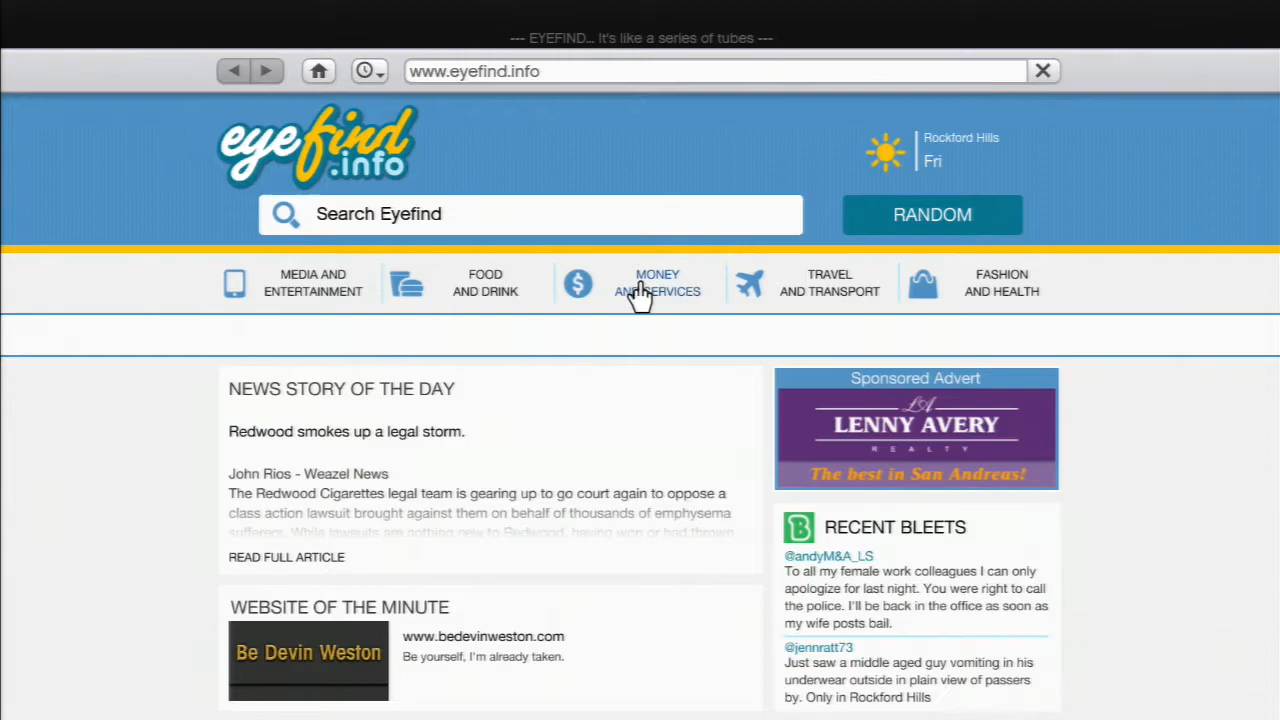 --- EYEFIND... It's like a series of tubes ---
www.eyefind.info
eyefind.info
Rockford Hills
Fri
Search Eyefind
RANDOM
MEDIA AND
ENTERTAINMENT
FOOD
AND DRINK
MONEY
AND SERVICES
TRAVEL
AND TRANSPORT
FASHION
AND HEALTH
NEWS STORY OF THE DAY
Redwood smokes up a legal storm.
John Rios - Weazel News
The Redwood Cigarettes legal team is gearing up to go court again to oppose a
class action lawsuit brought against them on behalf of thousands of emphysema
sufferers. While lawsuits are nothing new to Redwood, having won or had thrown
READ FULL ARTICLE
WEBSITE OF THE MINUTE
Be Devin Weston
www.bedevinweston.com
Be yourself, I'm already taken.
Sponsored Advert
LA
LENNY AVERY
REALTY
The best in San Andreas!
B
RECENT BLEETS
@andyM&A_LS
To all my female work colleagues I can only
apologize for last night. You were right to call
the police. I'll be back in the office as soon as
my wife posts bail.
@jennratt73
Just saw a middle aged guy vomiting in his
underwear outside in plain view of passers
by. Only in Rockford Hills